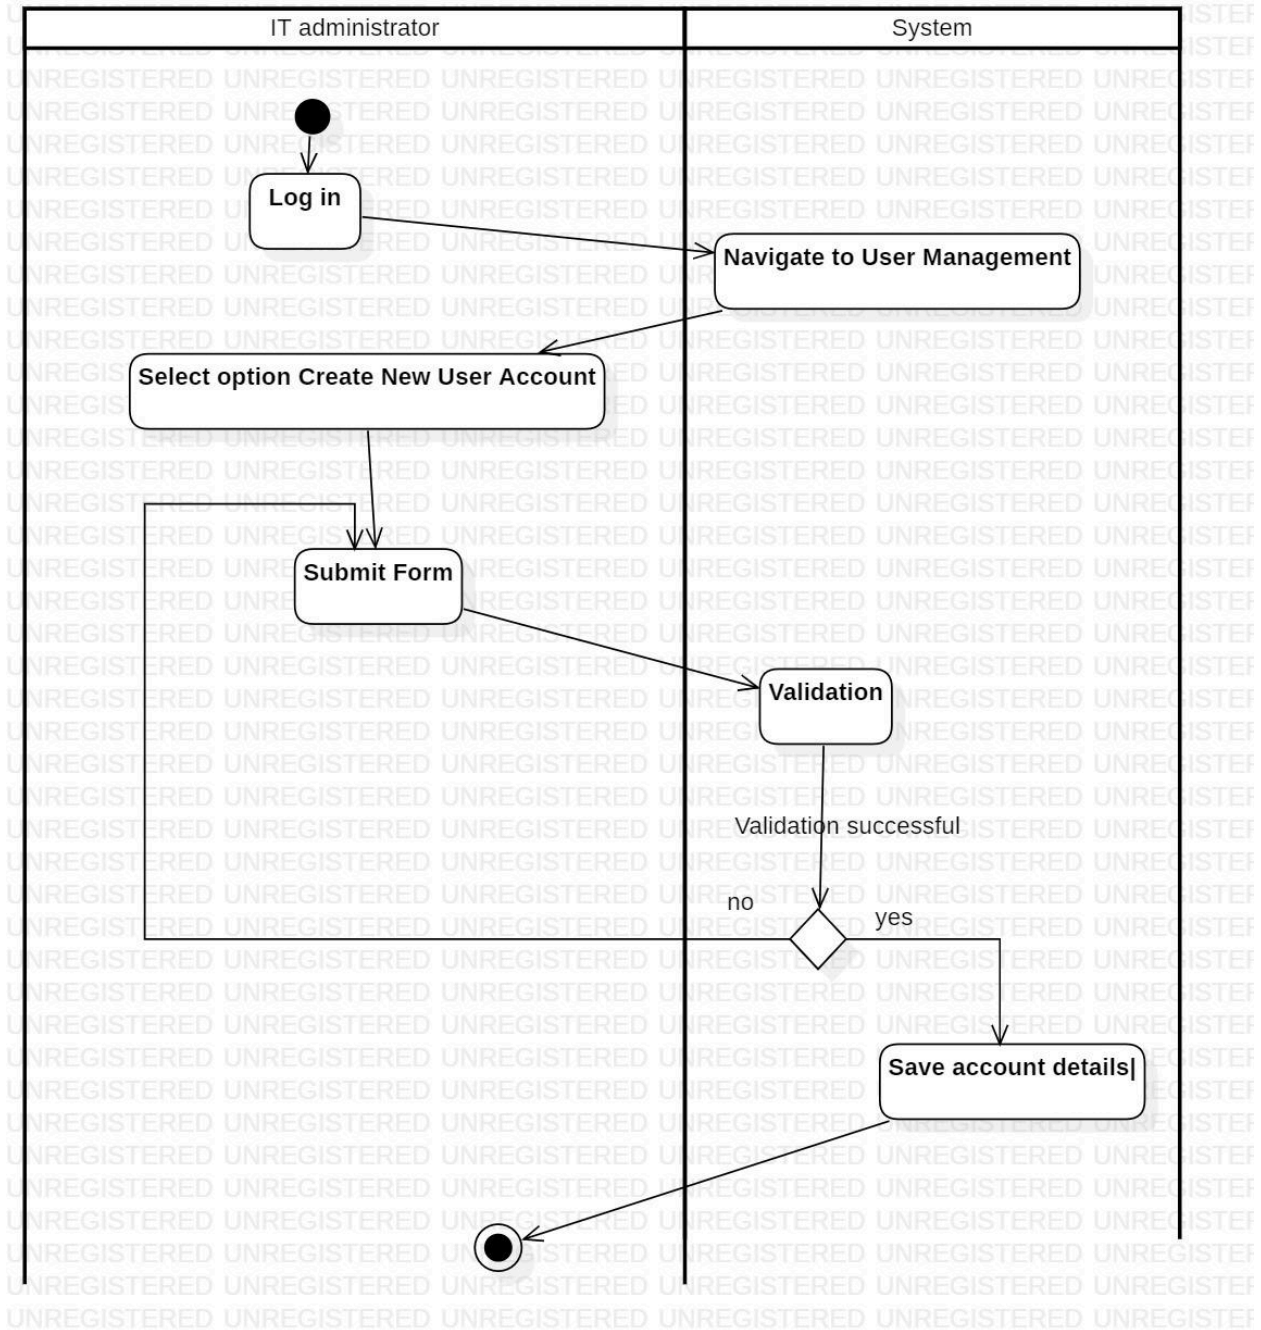 IT administrator
System
Log in
Navigate to User Management
Select option Create New User Account
Submit Form
Validation
Validation successful
no
yes
Save account details|
UNREGISTERED